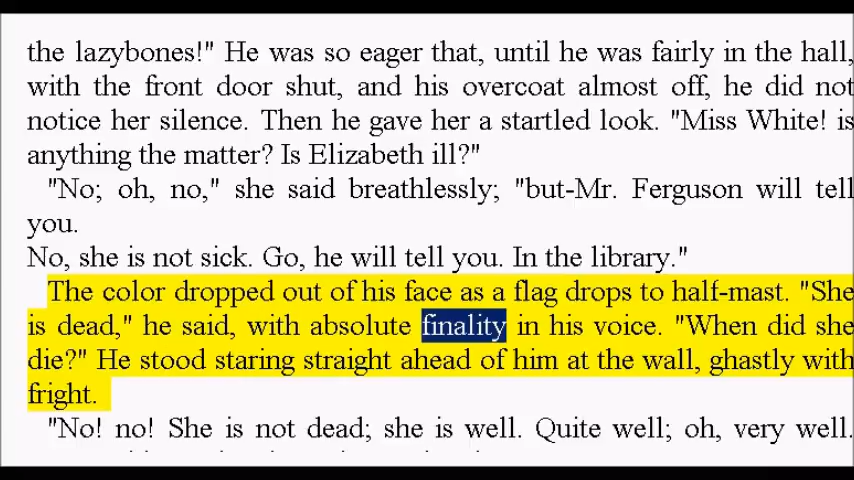 the lazybones!" He was so eager that, until he was fairly in the hall,
with the front door shut, and his overcoat almost off, he did not
notice her silence. Then he gave her a startled look. "Miss White! is
anything the matter? Is Elizabeth ill?"
"No; oh, no," she said breathlessly; "but-Mr. Ferguson will tell
you.
No, she is not sick. Go, he will tell you. In the library."
The color dropped out of his face as a flag drops to half-mast. "She
is dead," he said, with absolute finality in his voice. "When did she
die?" He stood staring straight ahead of him at the wall, ghastly with
fright.
"No! no! She is not dead; she is well. Quite well; oh, very well.